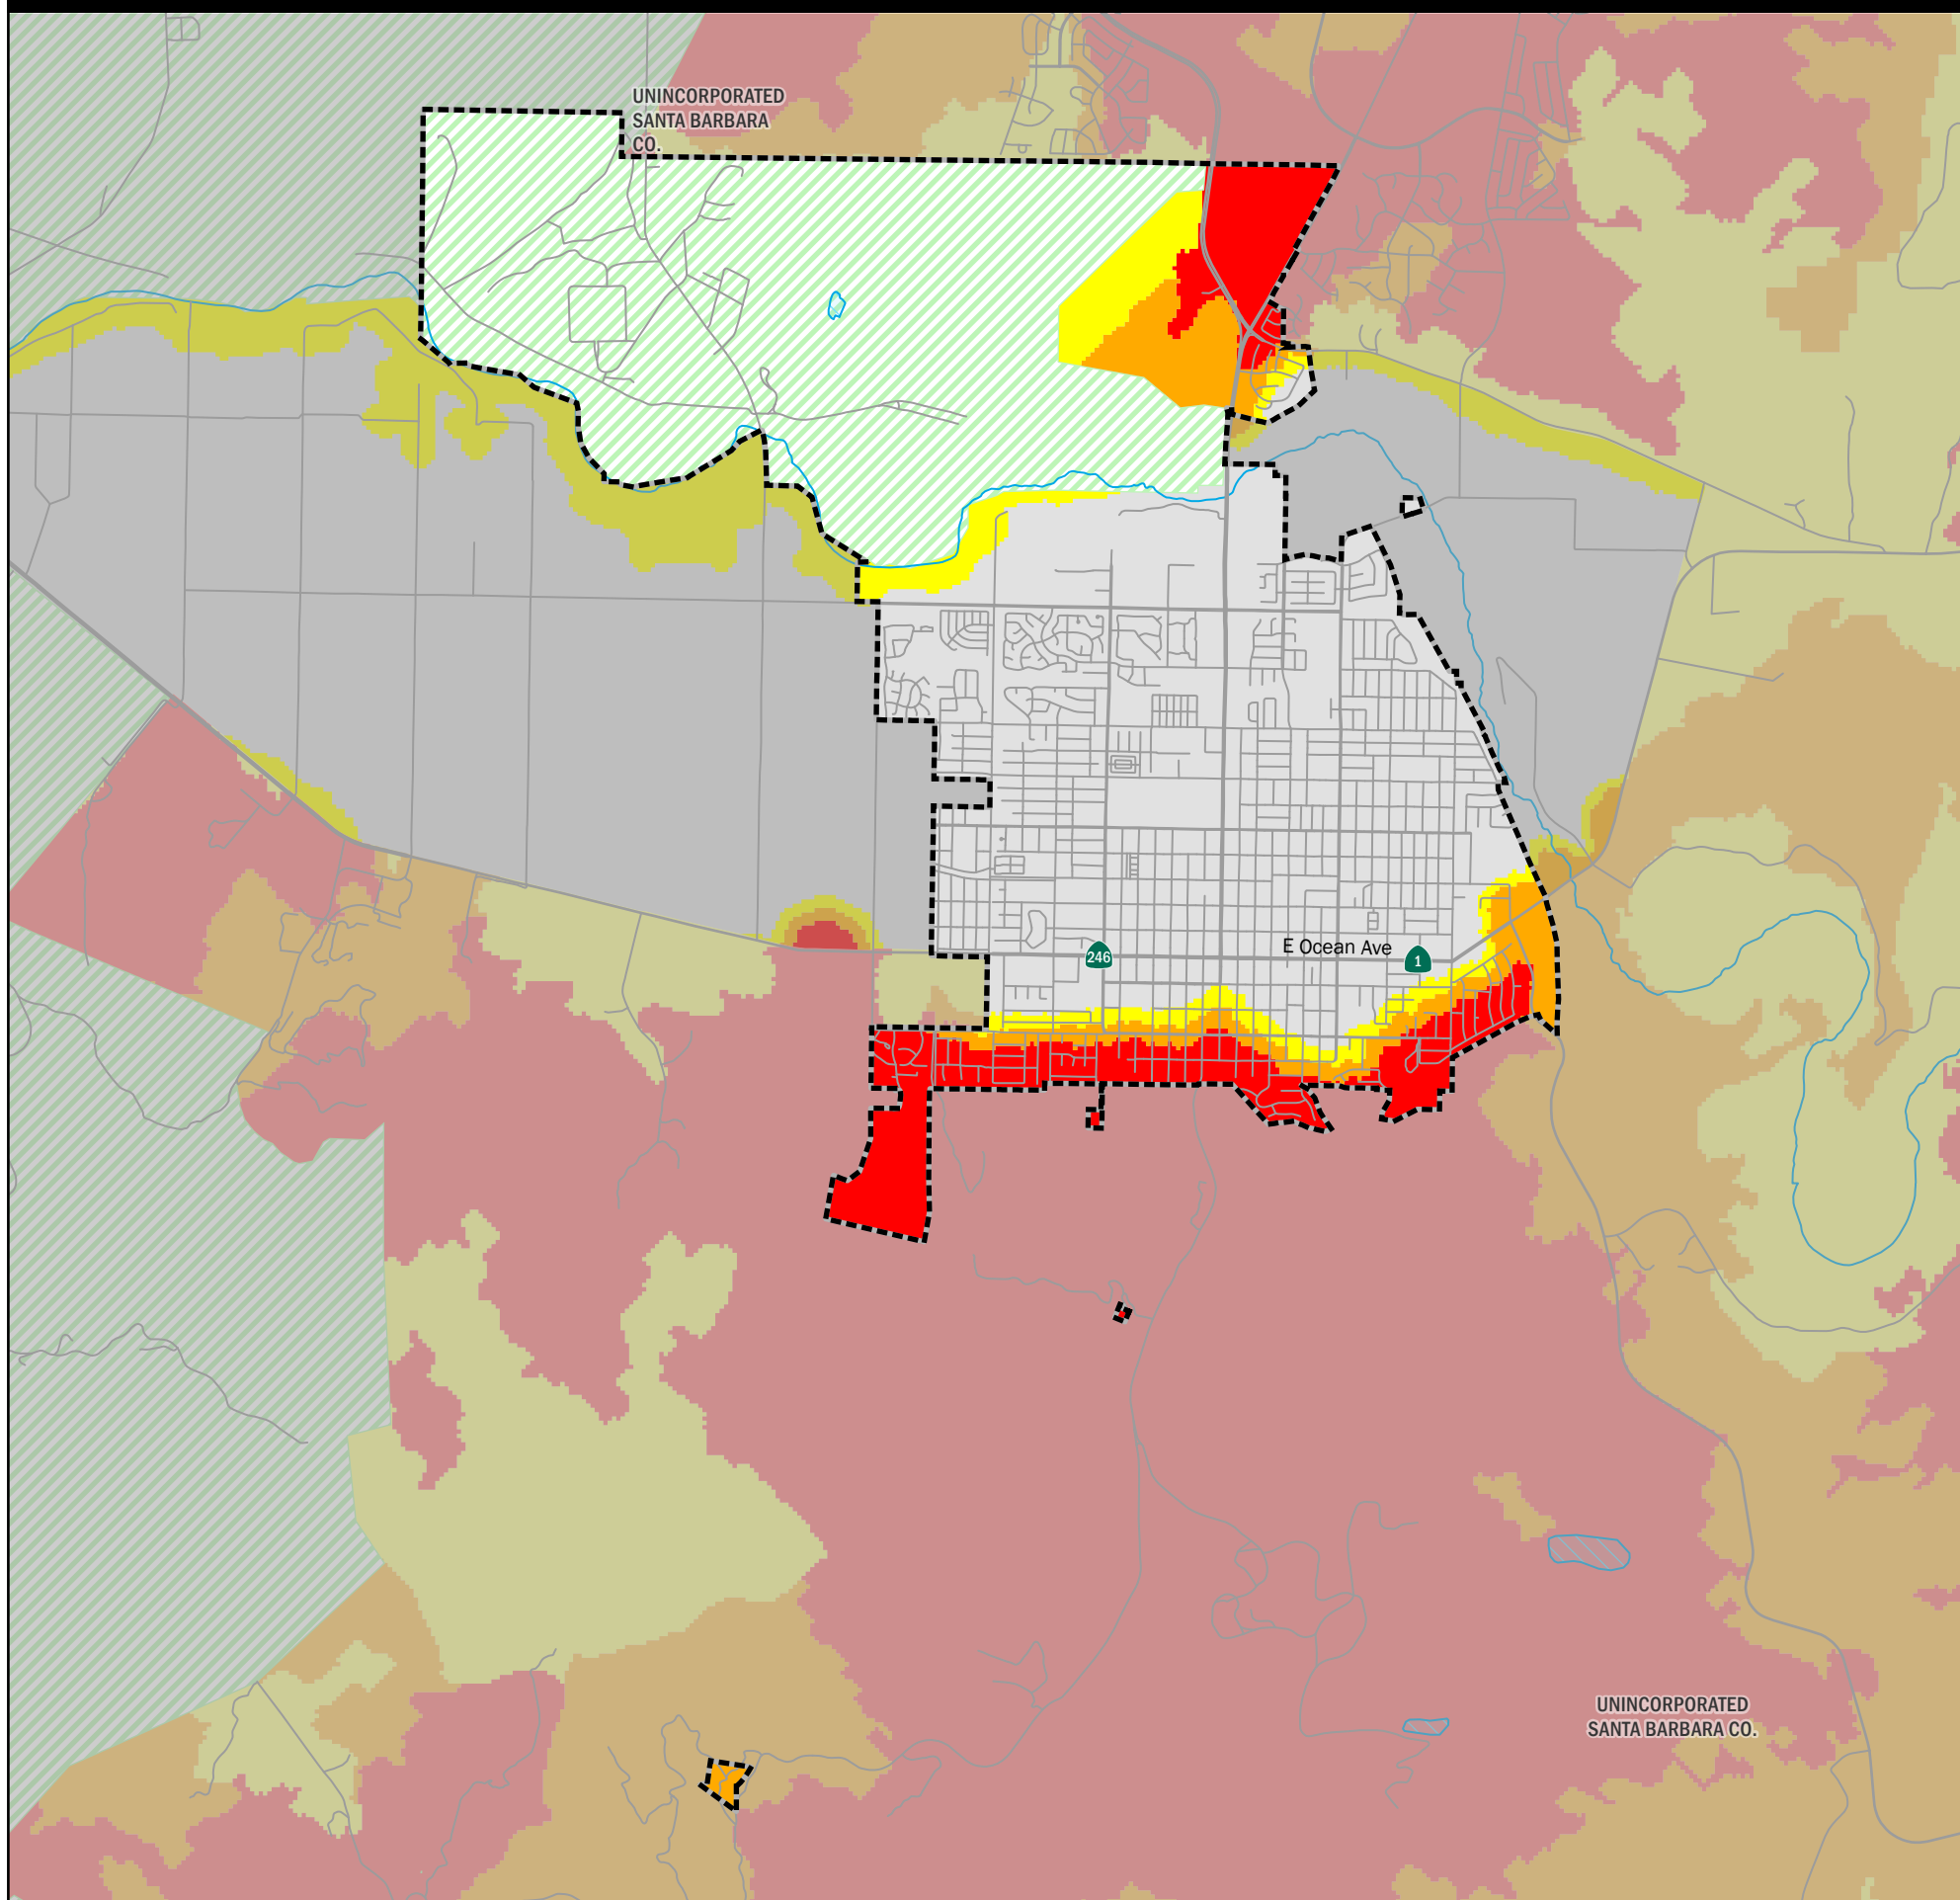 UNINCORPORATED
SANTA BARBARA
CO.
E Ocean Ave
246
1
UNINCORPORATED
SANTA BARBARA CO.